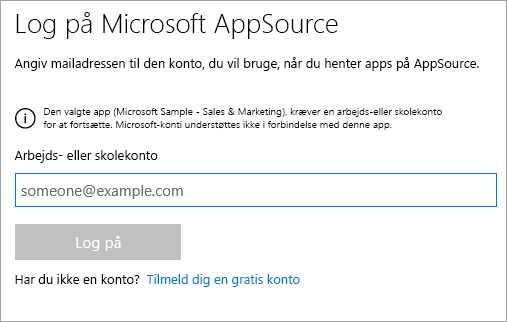 Log på Microsoft AppSource
Angiv mailadressen til den konto, du vil bruge, når du henter apps på AppSource.
Den valgte app (Microsoft Sample - Sales & Marketing), kræver en arbejds-eller skolekonto
for at fortsætte. Microsoft-konti understøttes ikke i forbindelse med denne app.
Arbejds- eller skolekonto
someone@example.com
Log på
Har du ikke en konto? Tilmeld dig en gratis konto